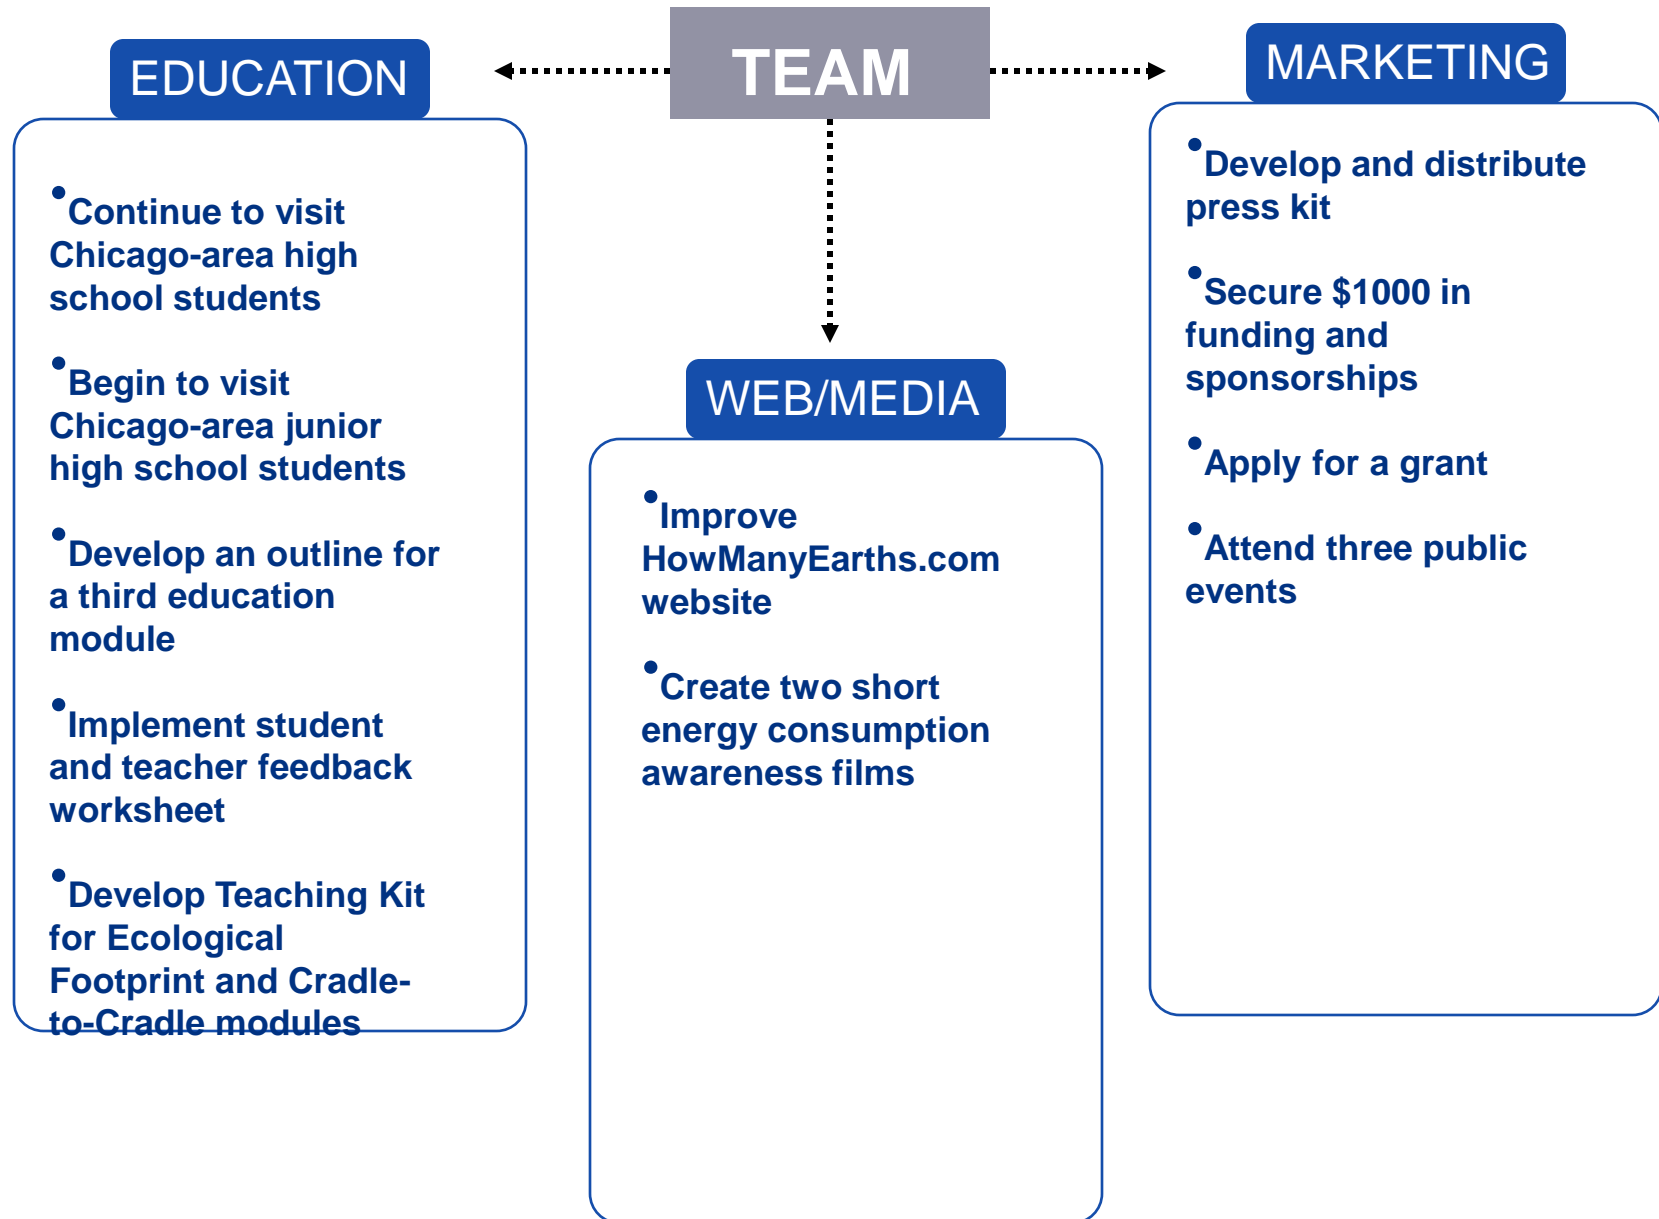 TEAM
EDUCATION
•Continue to visit
Chicago-area high
school students
•Begin to visit
Chicago-area junior
high school students
•Develop an outline for
a third education
module
•Implement student
and teacher feedback
worksheet
•Develop Teaching Kit
for Ecological
Footprint and Cradle-
to-Cradle modules
WEB/MEDIA
•Improve
HowManyEarths.com
website
•Create two short
energy consumption
awareness films
MARKETING
•Develop and distribute
press kit
•Secure $1000 in
funding and
sponsorships
•Apply for a grant
•Attend three public
events